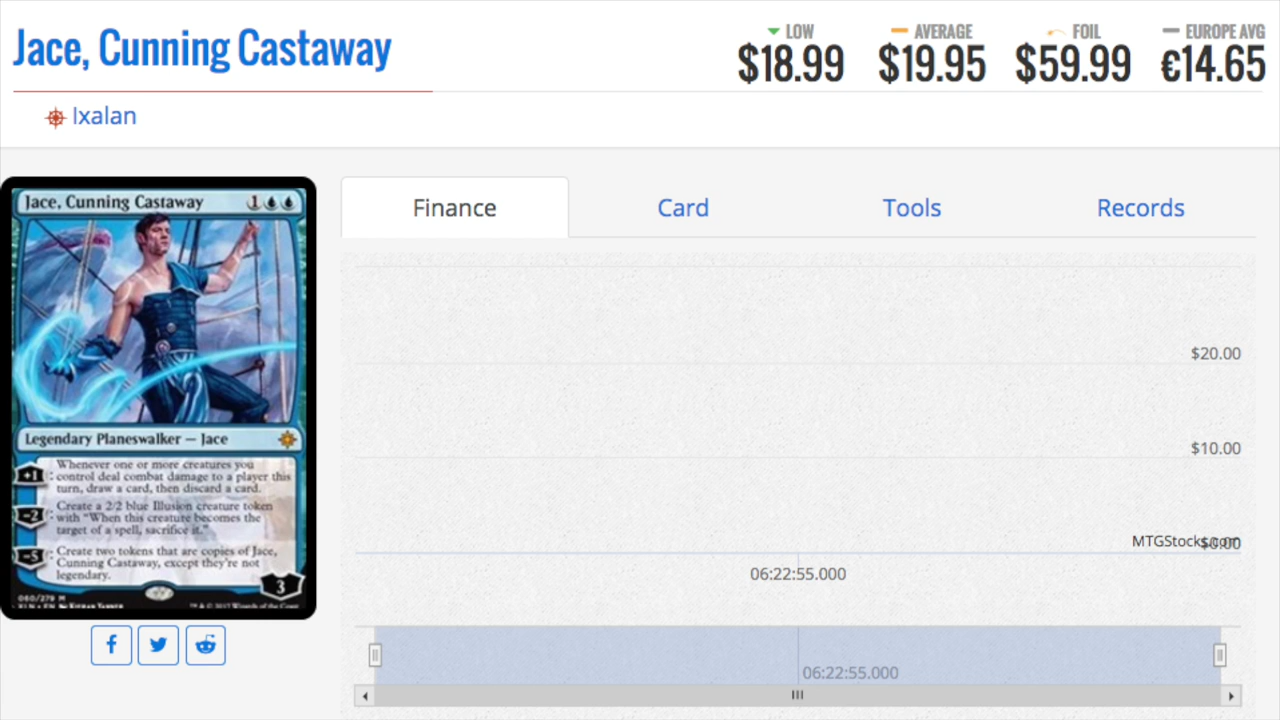 Jace, Cunning Castaway
LOW
$18.99
AVERAGE
$19.95
FOIL
$59.99
EUROPE AVG
€14.65
Ixalan
Jace, Cunning Castaway
1
Legendary Planeswalker — Jace
+1: Whenever one or more creatures you
control deal combat damage to a player this
turn, draw a card, then discard a card.
-2: Create a 2/2 blue Illusion creature token
with "When this creature becomes the
target of a spell, sacrifice it."
-5: Create two tokens that are copies of Jace,
Cunning Castaway, except they're not
legendary.
3
060/279 M
Finance
Card
Tools
Records
$20.00
$10.00
$0.00
MTGStocks.com
06:22:55.000
06:22:55.000